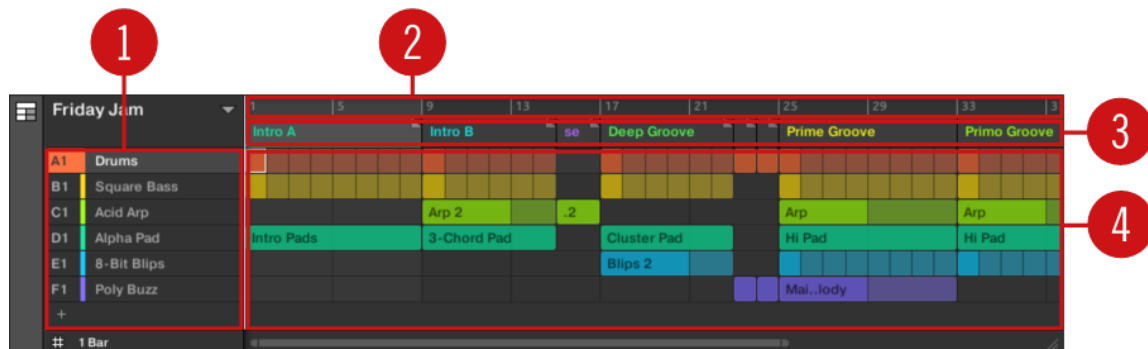 1 2
Friday Jam 1 5 9 13 17 21 25 29 33 3
Intro A Intro B se Deep Groove Prime Groove Primo Groove 3
A1 Drums
B1 Square Bass
C1 Acid Arp Arp 2 .2 Arp Arp 4
D1 Alpha Pad Intro Pads 3-Chord Pad Cluster Pad Hi Pad Hi Pad
E1 8-Bit Blips Blips 2
F1 Poly Buzz Mai..lody
+
# 1 Bar